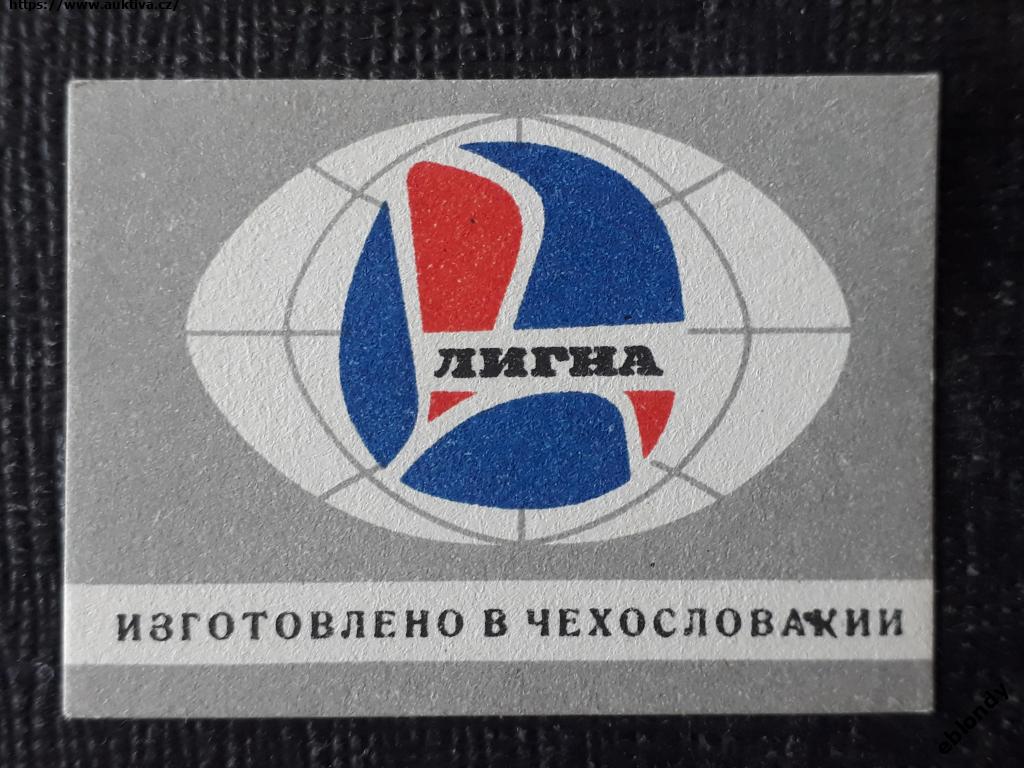 https://www.auktiva.cz/
ЛИГНА
ИЗГОТОВЛЕНО В ЧЕХОСЛОВАКИИ
eblondy